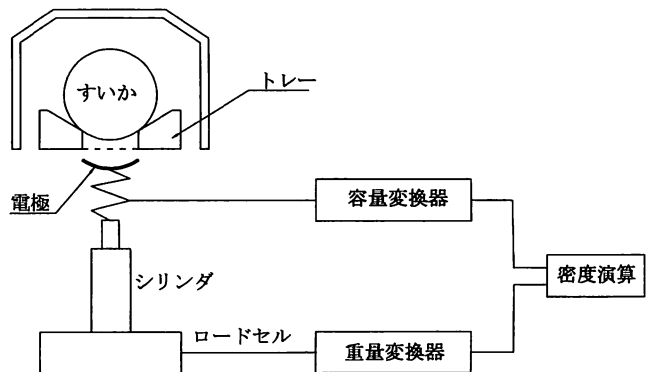 すいか
トレー
電極
容量変換器
密度演算
シリンダ
ロードセル
重量変換器